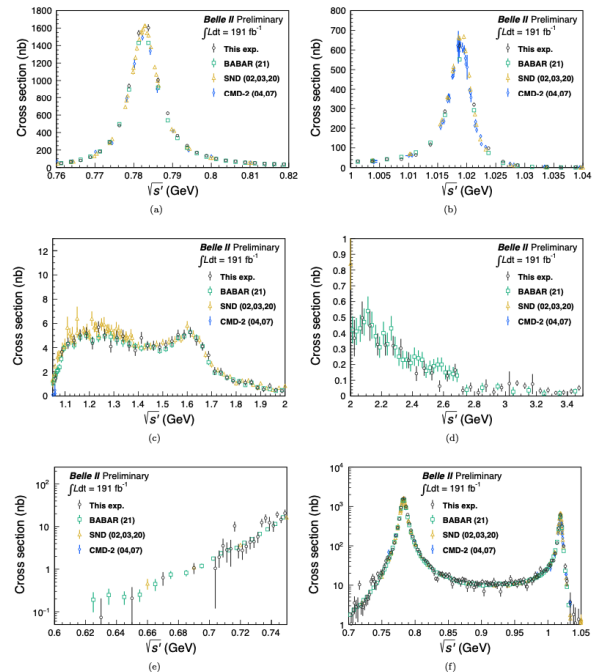 Belle II Preliminary
∫Ldt = 191 fb⁻¹
This exp.
BABAR (21)
SND (02,03,20)
CMD-2 (04,07)
Cross section (nb)
1800
1600
1400
1200
1000
800
600
400
200
0
0.76 0.77 0.78 0.79 0.8 0.81 0.82
√s' (GeV)
(a)
Belle II Preliminary
∫Ldt = 191 fb⁻¹
This exp.
BABAR (21)
SND (02,03,20)
CMD-2 (04,07)
Cross section (nb)
800
700
600
500
400
300
200
100
0
1 1.005 1.01 1.015 1.02 1.025 1.03 1.035 1.04
√s' (GeV)
(b)
Belle II Preliminary
∫Ldt = 191 fb⁻¹
This exp.
BABAR (21)
SND (02,03,20)
CMD-2 (04,07)
Cross section (nb)
12
10
8
6
4
2
0
1.1 1.2 1.3 1.4 1.5 1.6 1.7 1.8 1.9 2
√s' (GeV)
(c)
Belle II Preliminary
∫Ldt = 191 fb⁻¹
This exp.
BABAR (21)
SND (02,03,20)
CMD-2 (04,07)
Cross section (nb)
1
0.9
0.8
0.7
0.6
0.5
0.4
0.3
0.2
0.1
0
2 2.2 2.4 2.6 2.8 3 3.2 3.4
√s' (GeV)
(d)
Belle II Preliminary
∫Ldt = 191 fb⁻¹
This exp.
BABAR (21)
SND (02,03,20)
CMD-2 (04,07)
Cross section (nb)
10²
10
1
10⁻¹
0.6 0.62 0.64 0.66 0.68 0.7 0.72 0.74
√s' (GeV)
(e)
Belle II Preliminary
∫Ldt = 191 fb⁻¹
This exp.
BABAR (21)
SND (02,03,20)
CMD-2 (04,07)
Cross section (nb)
10⁴
10³
10²
10
1
0.7 0.75 0.8 0.85 0.9 0.95 1 1.05
√s' (GeV)
(f)